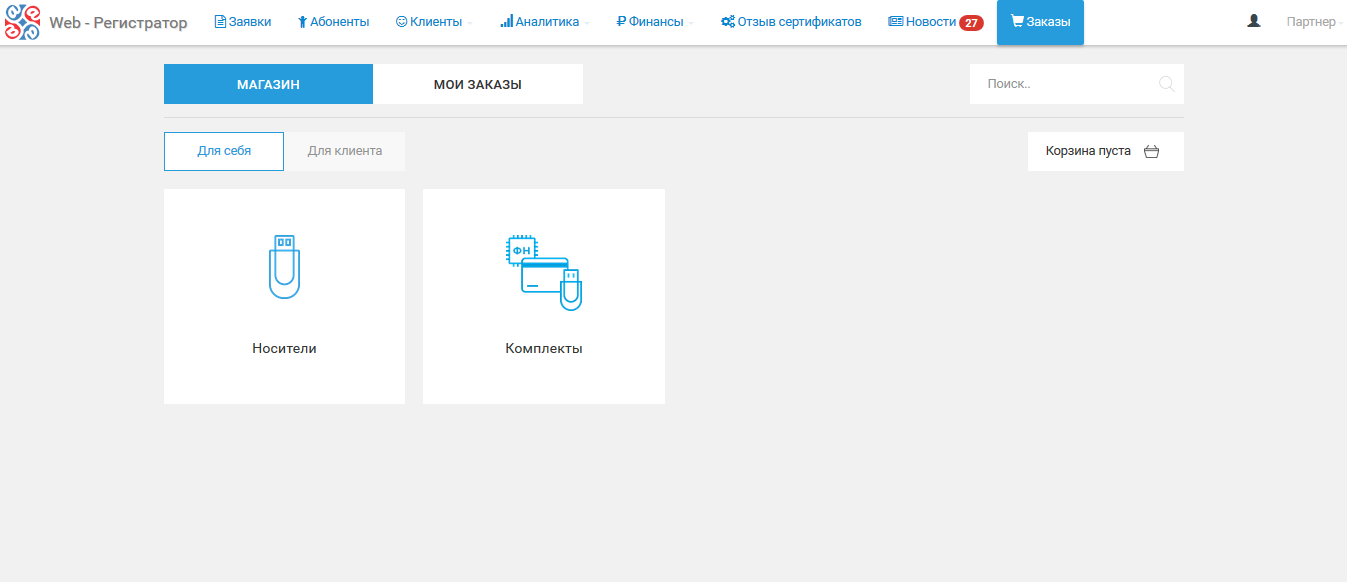 Web - Регистратор Заявки Абоненты Клиенты Аналитика Финансы Отзыв сертификатов Новости 27 Заказы Партнер
МАГАЗИН МОИ ЗАКАЗЫ Поиск..
Для себя Для клиента Корзина пуста
ФН
Носители Комплекты